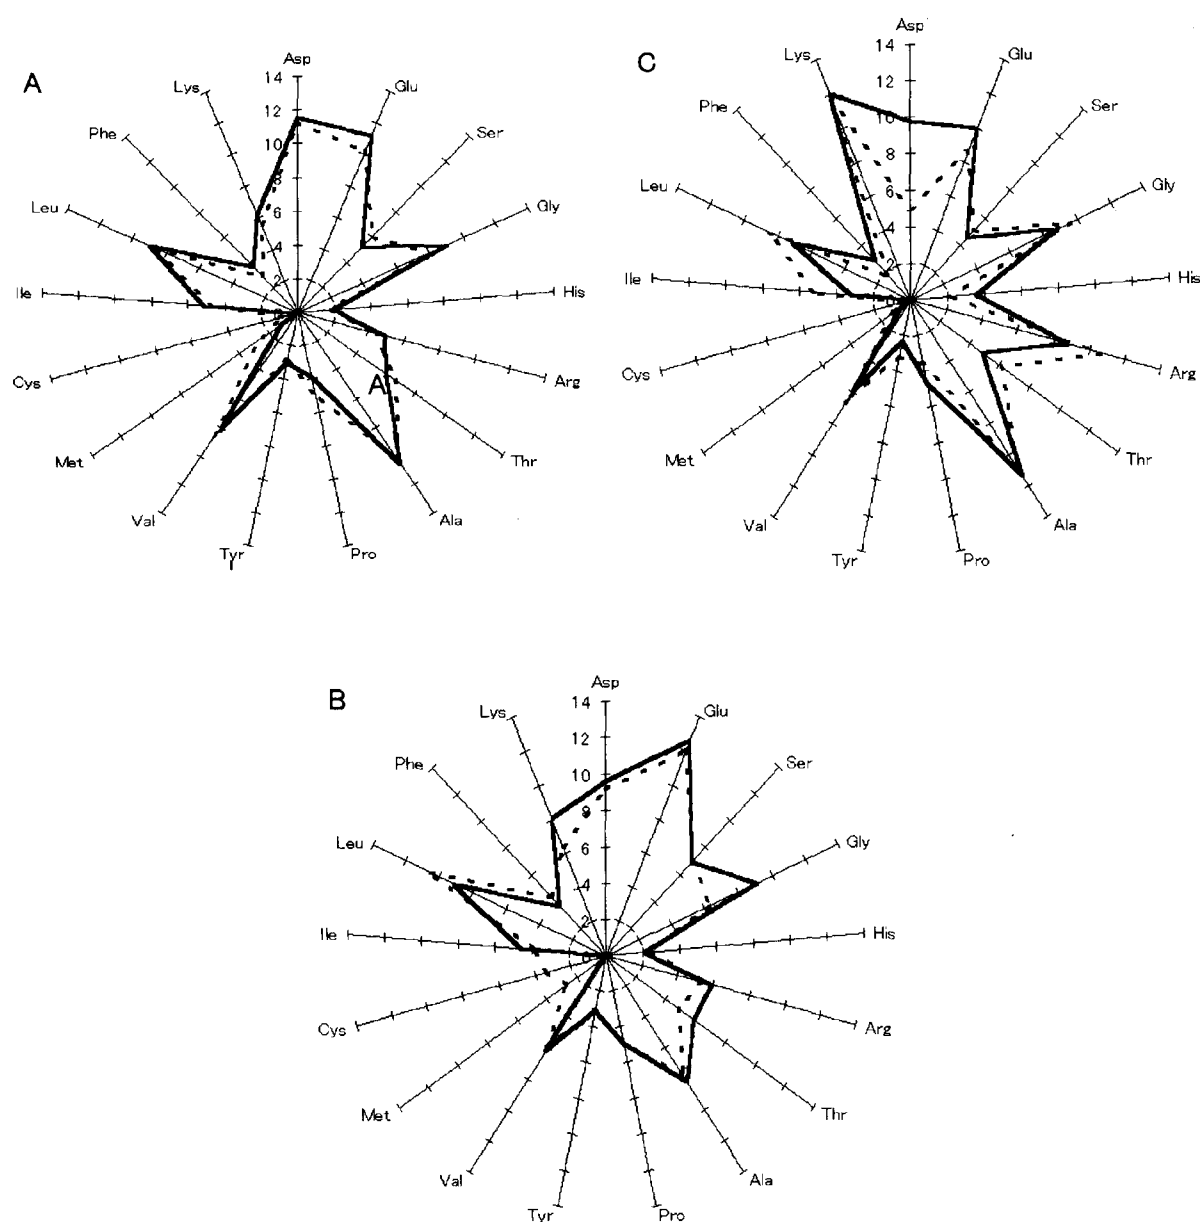 A
Asp
14
12
10
8
6
4
2
0
Glu
Ser
Gly
His
Arg
Thr
Ala
Pro
Tyr
Val
Met
Cys
Ile
Leu
Phe
Lys
A
C
Asp
14
12
10
8
6
4
2
0
Glu
Ser
Gly
His
Arg
Thr
Ala
Pro
Tyr
Val
Met
Cys
Ile
Leu
Phe
Lys
B
Asp
14
12
10
8
6
4
2
0
Glu
Ser
Gly
His
Arg
Thr
Ala
Pro
Tyr
Val
Met
Cys
Ile
Leu
Phe
Lys